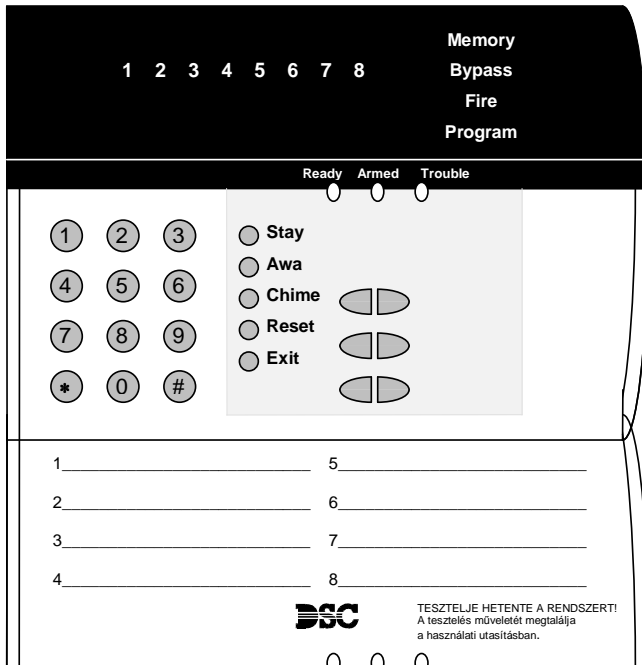 Memory
1 2 3 4 5 6 7 8 Bypass
Fire
Program
Ready Armed Trouble
1 2 3
Stay
Awa
4 5 6
Chime
7 8 9
Reset
Exit
* 0 #
1 5
2 6
3 7
4 8
DSC
TESZTELJE HETENTE A RENDSZERT!
A tesztelés műveletét megtalálja
a használati utasításban.